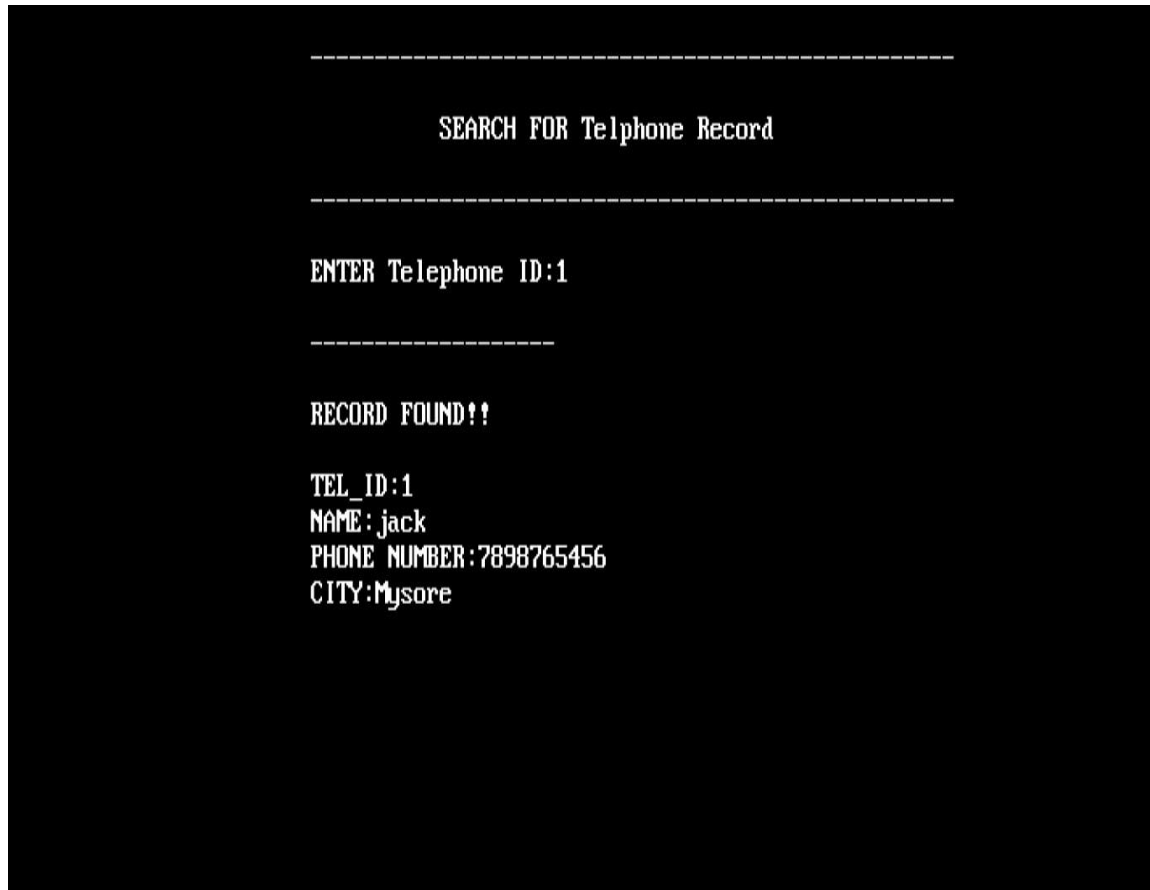 --------------------------------------------------
SEARCH FOR Telphone Record
--------------------------------------------------
ENTER Telephone ID:1
-------------------
RECORD FOUND!!
TEL_ID:1
NAME:jack
PHONE NUMBER:7898765456
CITY:Mysore